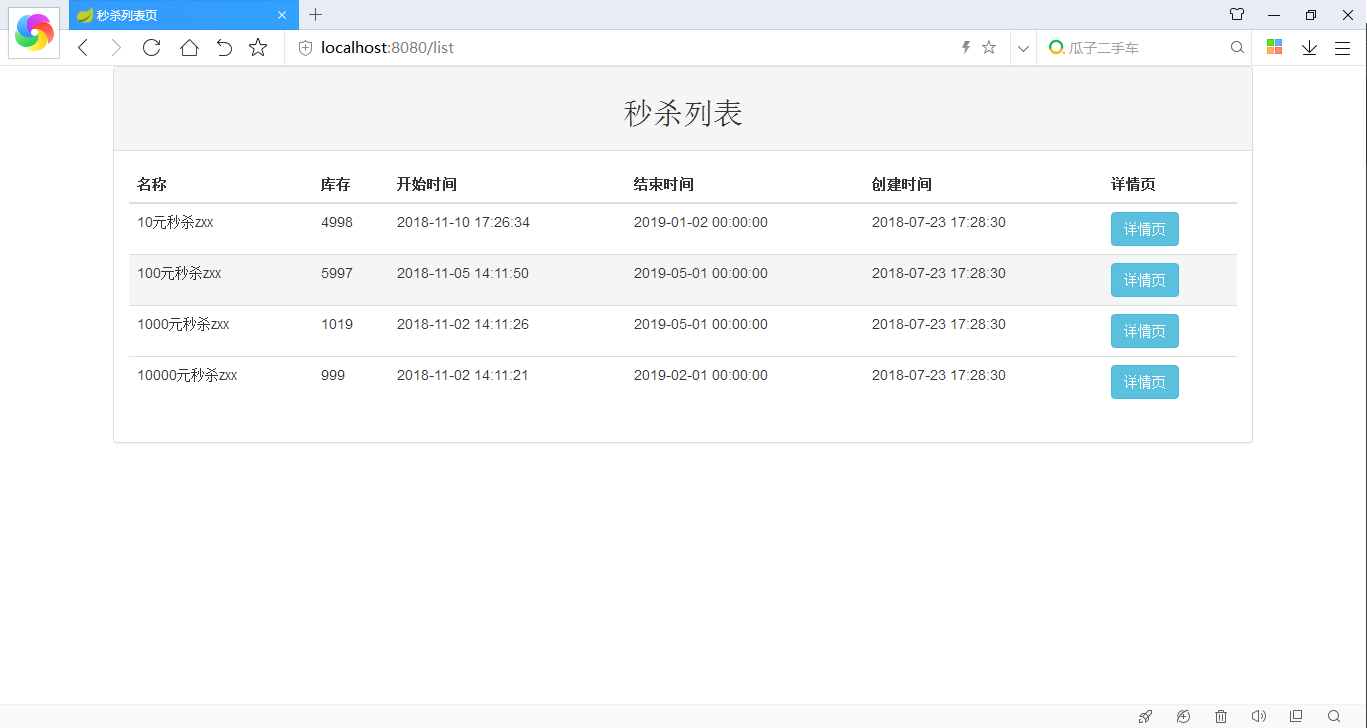 秒杀列表页
localhost:8080/list
瓜子二手车
秒杀列表
名称 库存 开始时间 结束时间 创建时间 详情页
10元秒杀zxx 4998 2018-11-10 17:26:34 2019-01-02 00:00:00 2018-07-23 17:28:30 详情页
100元秒杀zxx 5997 2018-11-05 14:11:50 2019-05-01 00:00:00 2018-07-23 17:28:30 详情页
1000元秒杀zxx 1019 2018-11-02 14:11:26 2019-05-01 00:00:00 2018-07-23 17:28:30 详情页
10000元秒杀zxx 999 2018-11-02 14:11:21 2019-02-01 00:00:00 2018-07-23 17:28:30 详情页